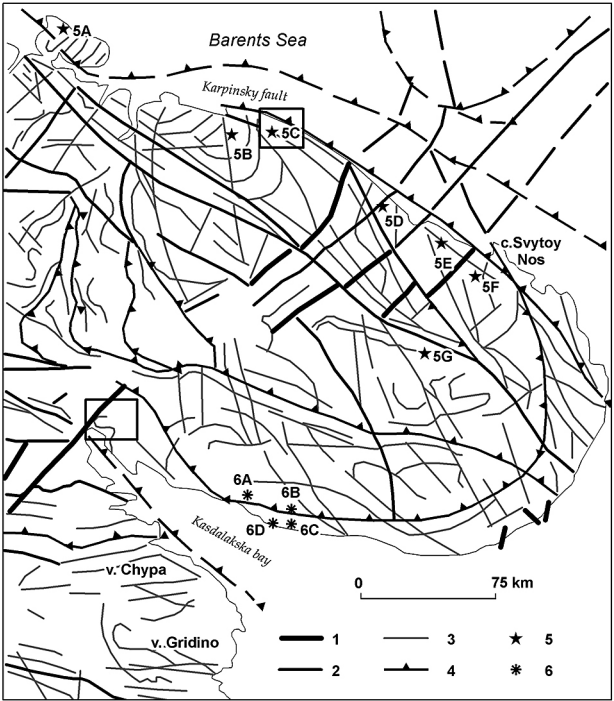 5A
Barents Sea
Karpinsky fault
5C
5B
5D
c.Svytoy
Nos
5E
5F
5G
6A
6B
6D
6C
Kasdalakska bay
v.Chypa
0
75 km
v..Gridino
1
3
5
2
4
6